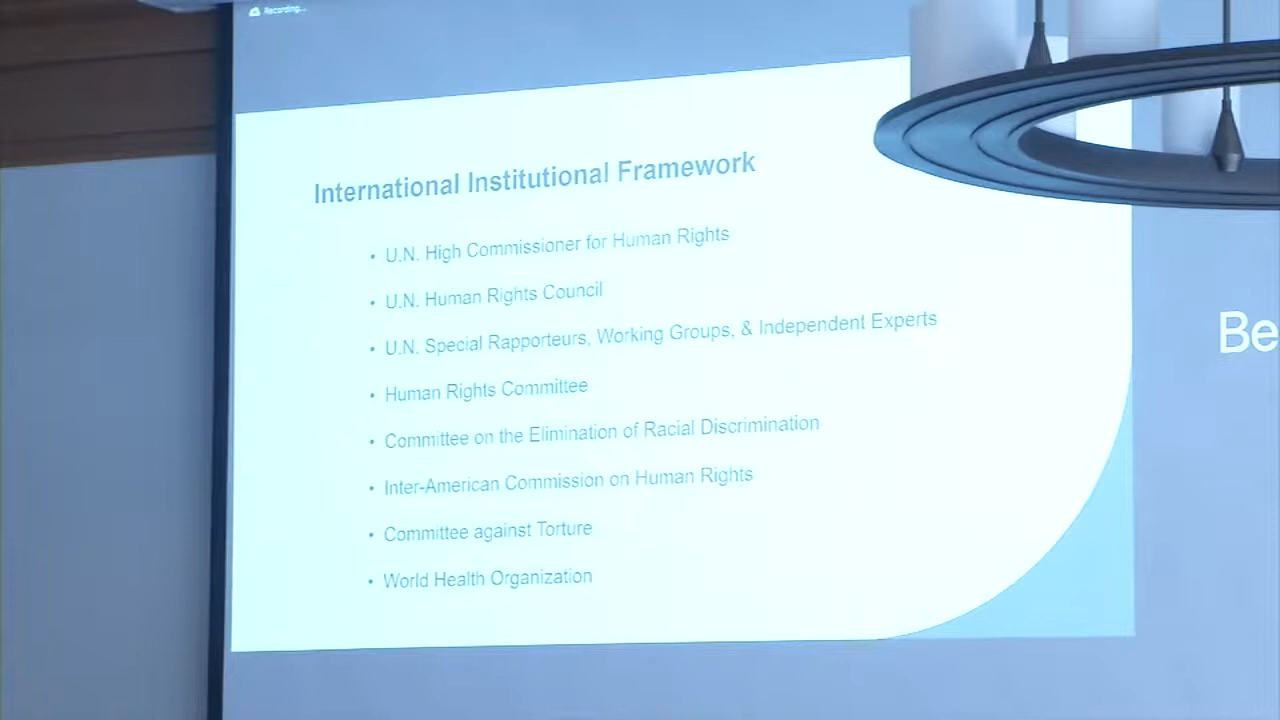 Recording...
International Institutional Framework
• U.N. High Commissioner for Human Rights
• U.N. Human Rights Council
• U.N. Special Rapporteurs, Working Groups, & Independent Experts
• Human Rights Committee
• Committee on the Elimination of Racial Discrimination
• Inter-American Commission on Human Rights
• Committee against Torture
• World Health Organization
Be